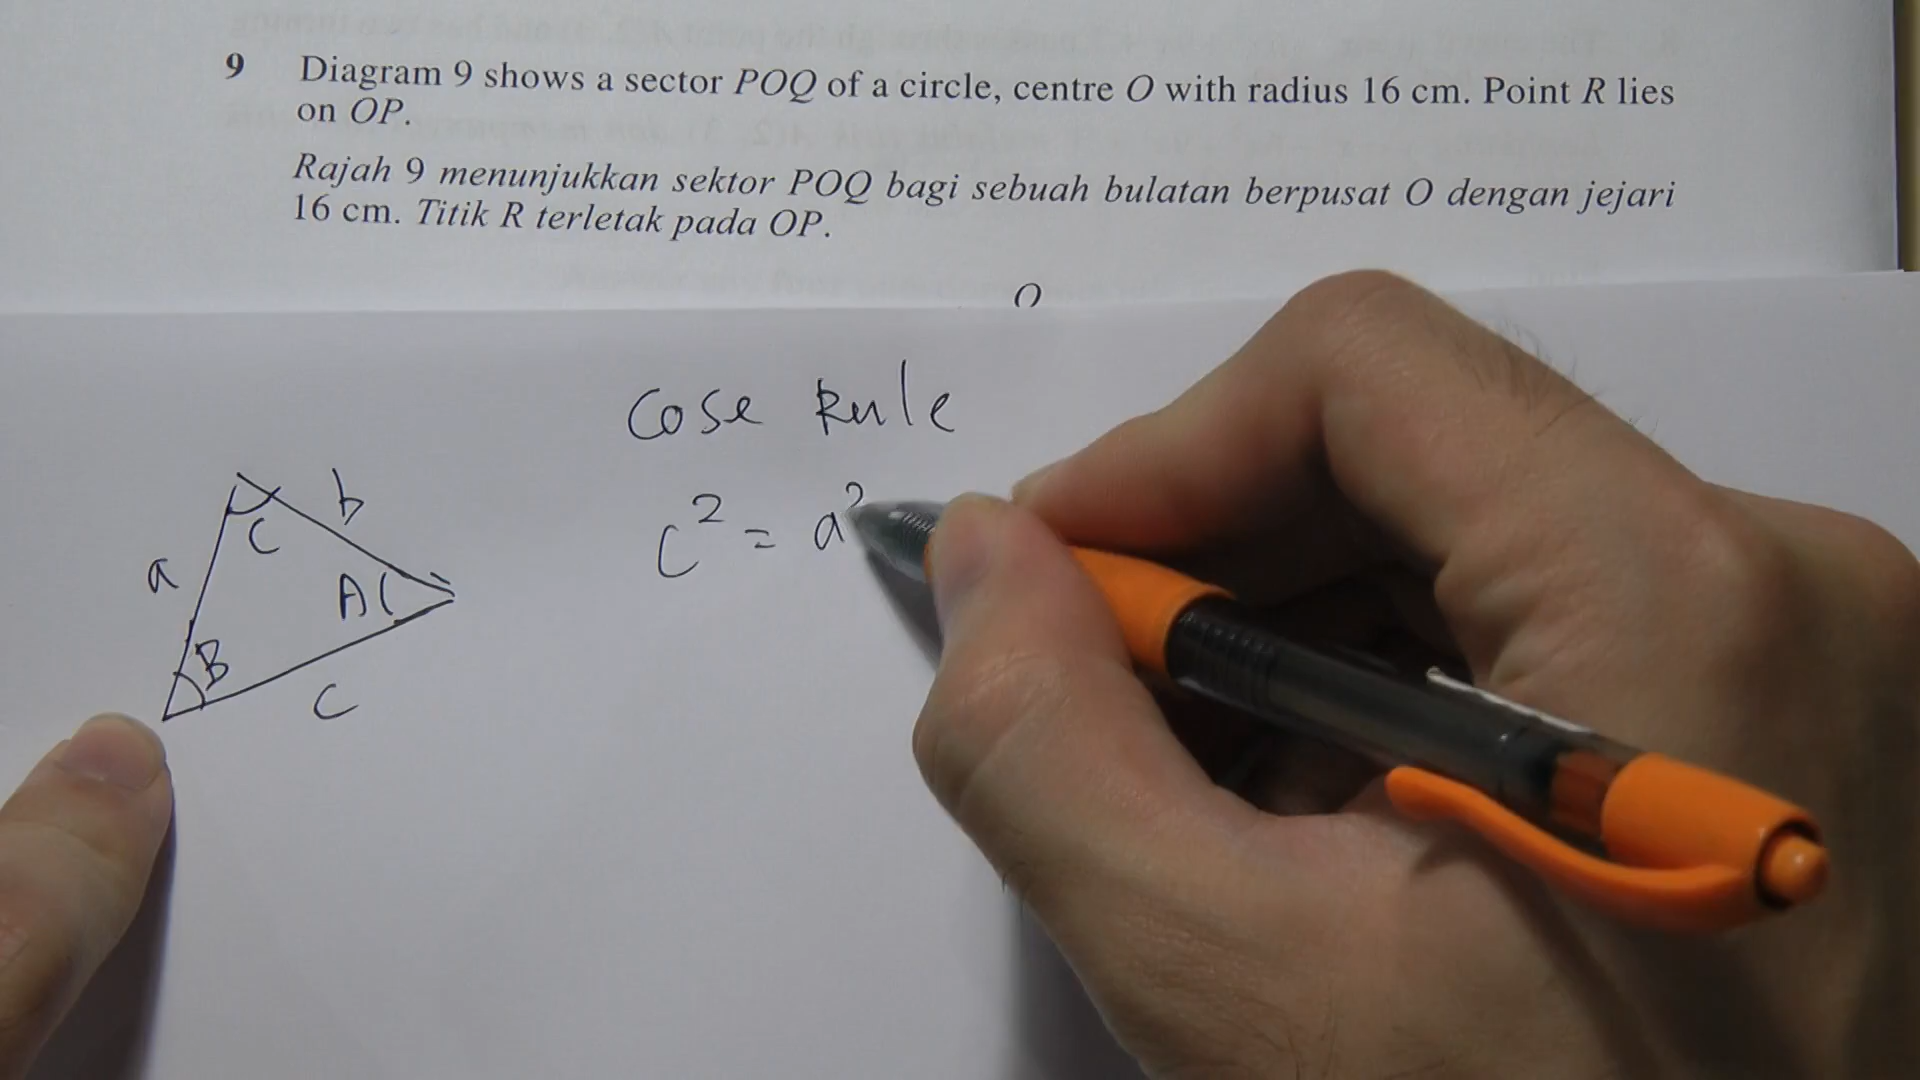 9 Diagram 9 shows a sector POQ of a circle, centre O with radius 16 cm. Point R lies
on OP.
Rajah 9 menunjukkan sektor POQ bagi sebuah bulatan berpusat O dengan jejari
16 cm. Titik R terletak pada OP.
O
Cose Rule
c² = a²
b
C
a
A
B
c